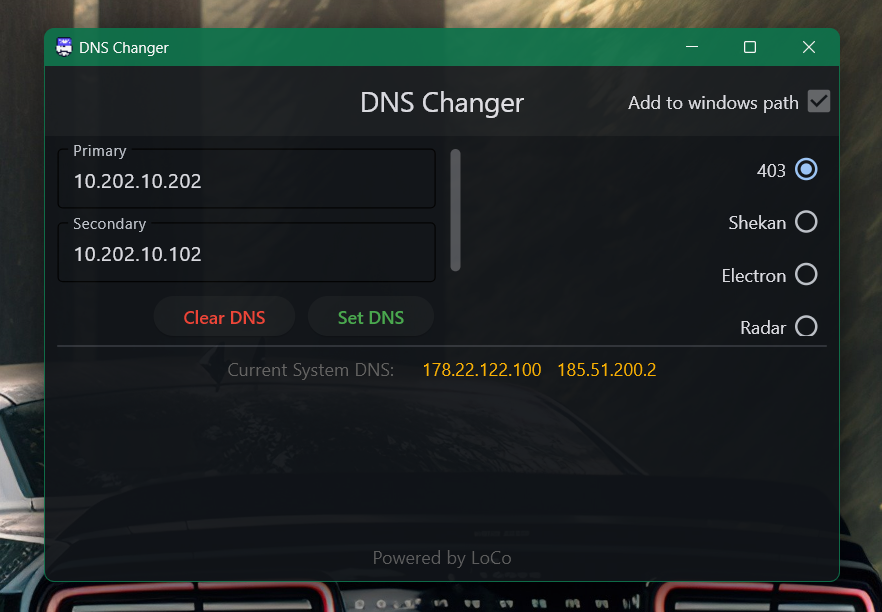 DNS Changer
DNS Changer
Add to windows path
Primary
10.202.10.202
Secondary
10.202.10.102
Clear DNS
Set DNS
403
Shekan
Electron
Radar
Current System DNS: 178.22.122.100 185.51.200.2
Powered by LoCo